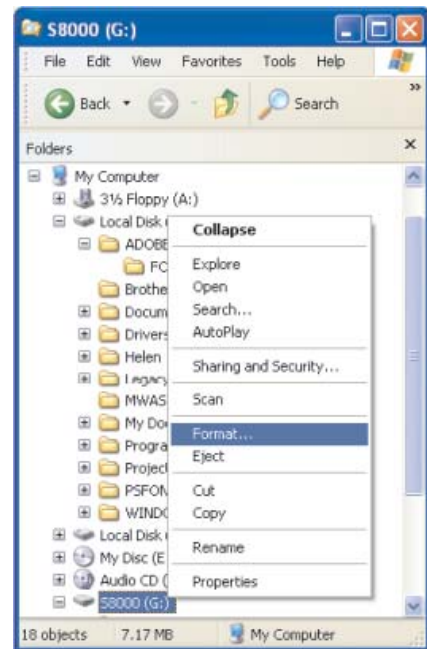 S8000 (G:)
File Edit View Favorites Tools Help
Back Search »
Folders
My Computer
3½ Floppy (A:)
Local Disk
Collapse
ADOBE
FC
Explore
Brothe
Open
Docum
Search...
Drivers
AutoPlay
Helen
Sharing and Security...
Legacy
MWAS
Scan
My Do
Format...
Progra
Eject
Project
PSFON
Cut
WINDO
Copy
Local Disk
Rename
My Disc (E
Audio CD (
Properties
S8000 (G:)
18 objects 7.17 MB My Computer